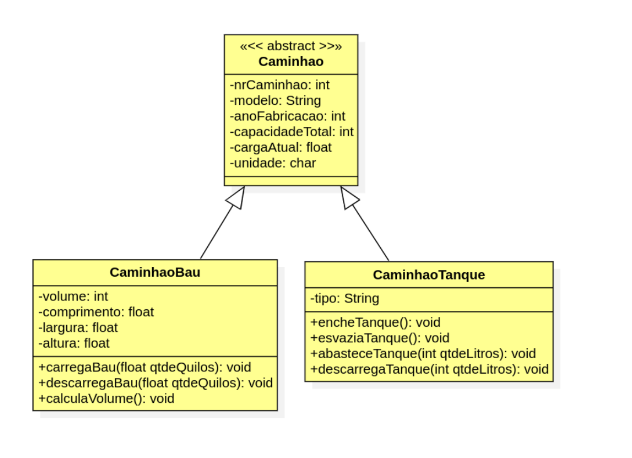 «<< abstract >>»
Caminhao
-nrCaminhao: int
-modelo: String
-anoFabricacao: int
-capacidadeTotal: int
-cargaAtual: float
-unidade: char
CaminhaoBau
-volume: int
-comprimento: float
-largura: float
-altura: float
+carregaBau(float qtdeQuilos): void
+descarregaBau(float qtdeQuilos): void
+calculaVolume(): void
CaminhaoTanque
-tipo: String
+encheTanque(): void
+esvaziaTanque(): void
+abasteceTanque(int qtdeLitros): void
+descarregaTanque(int qtdeLitros): void